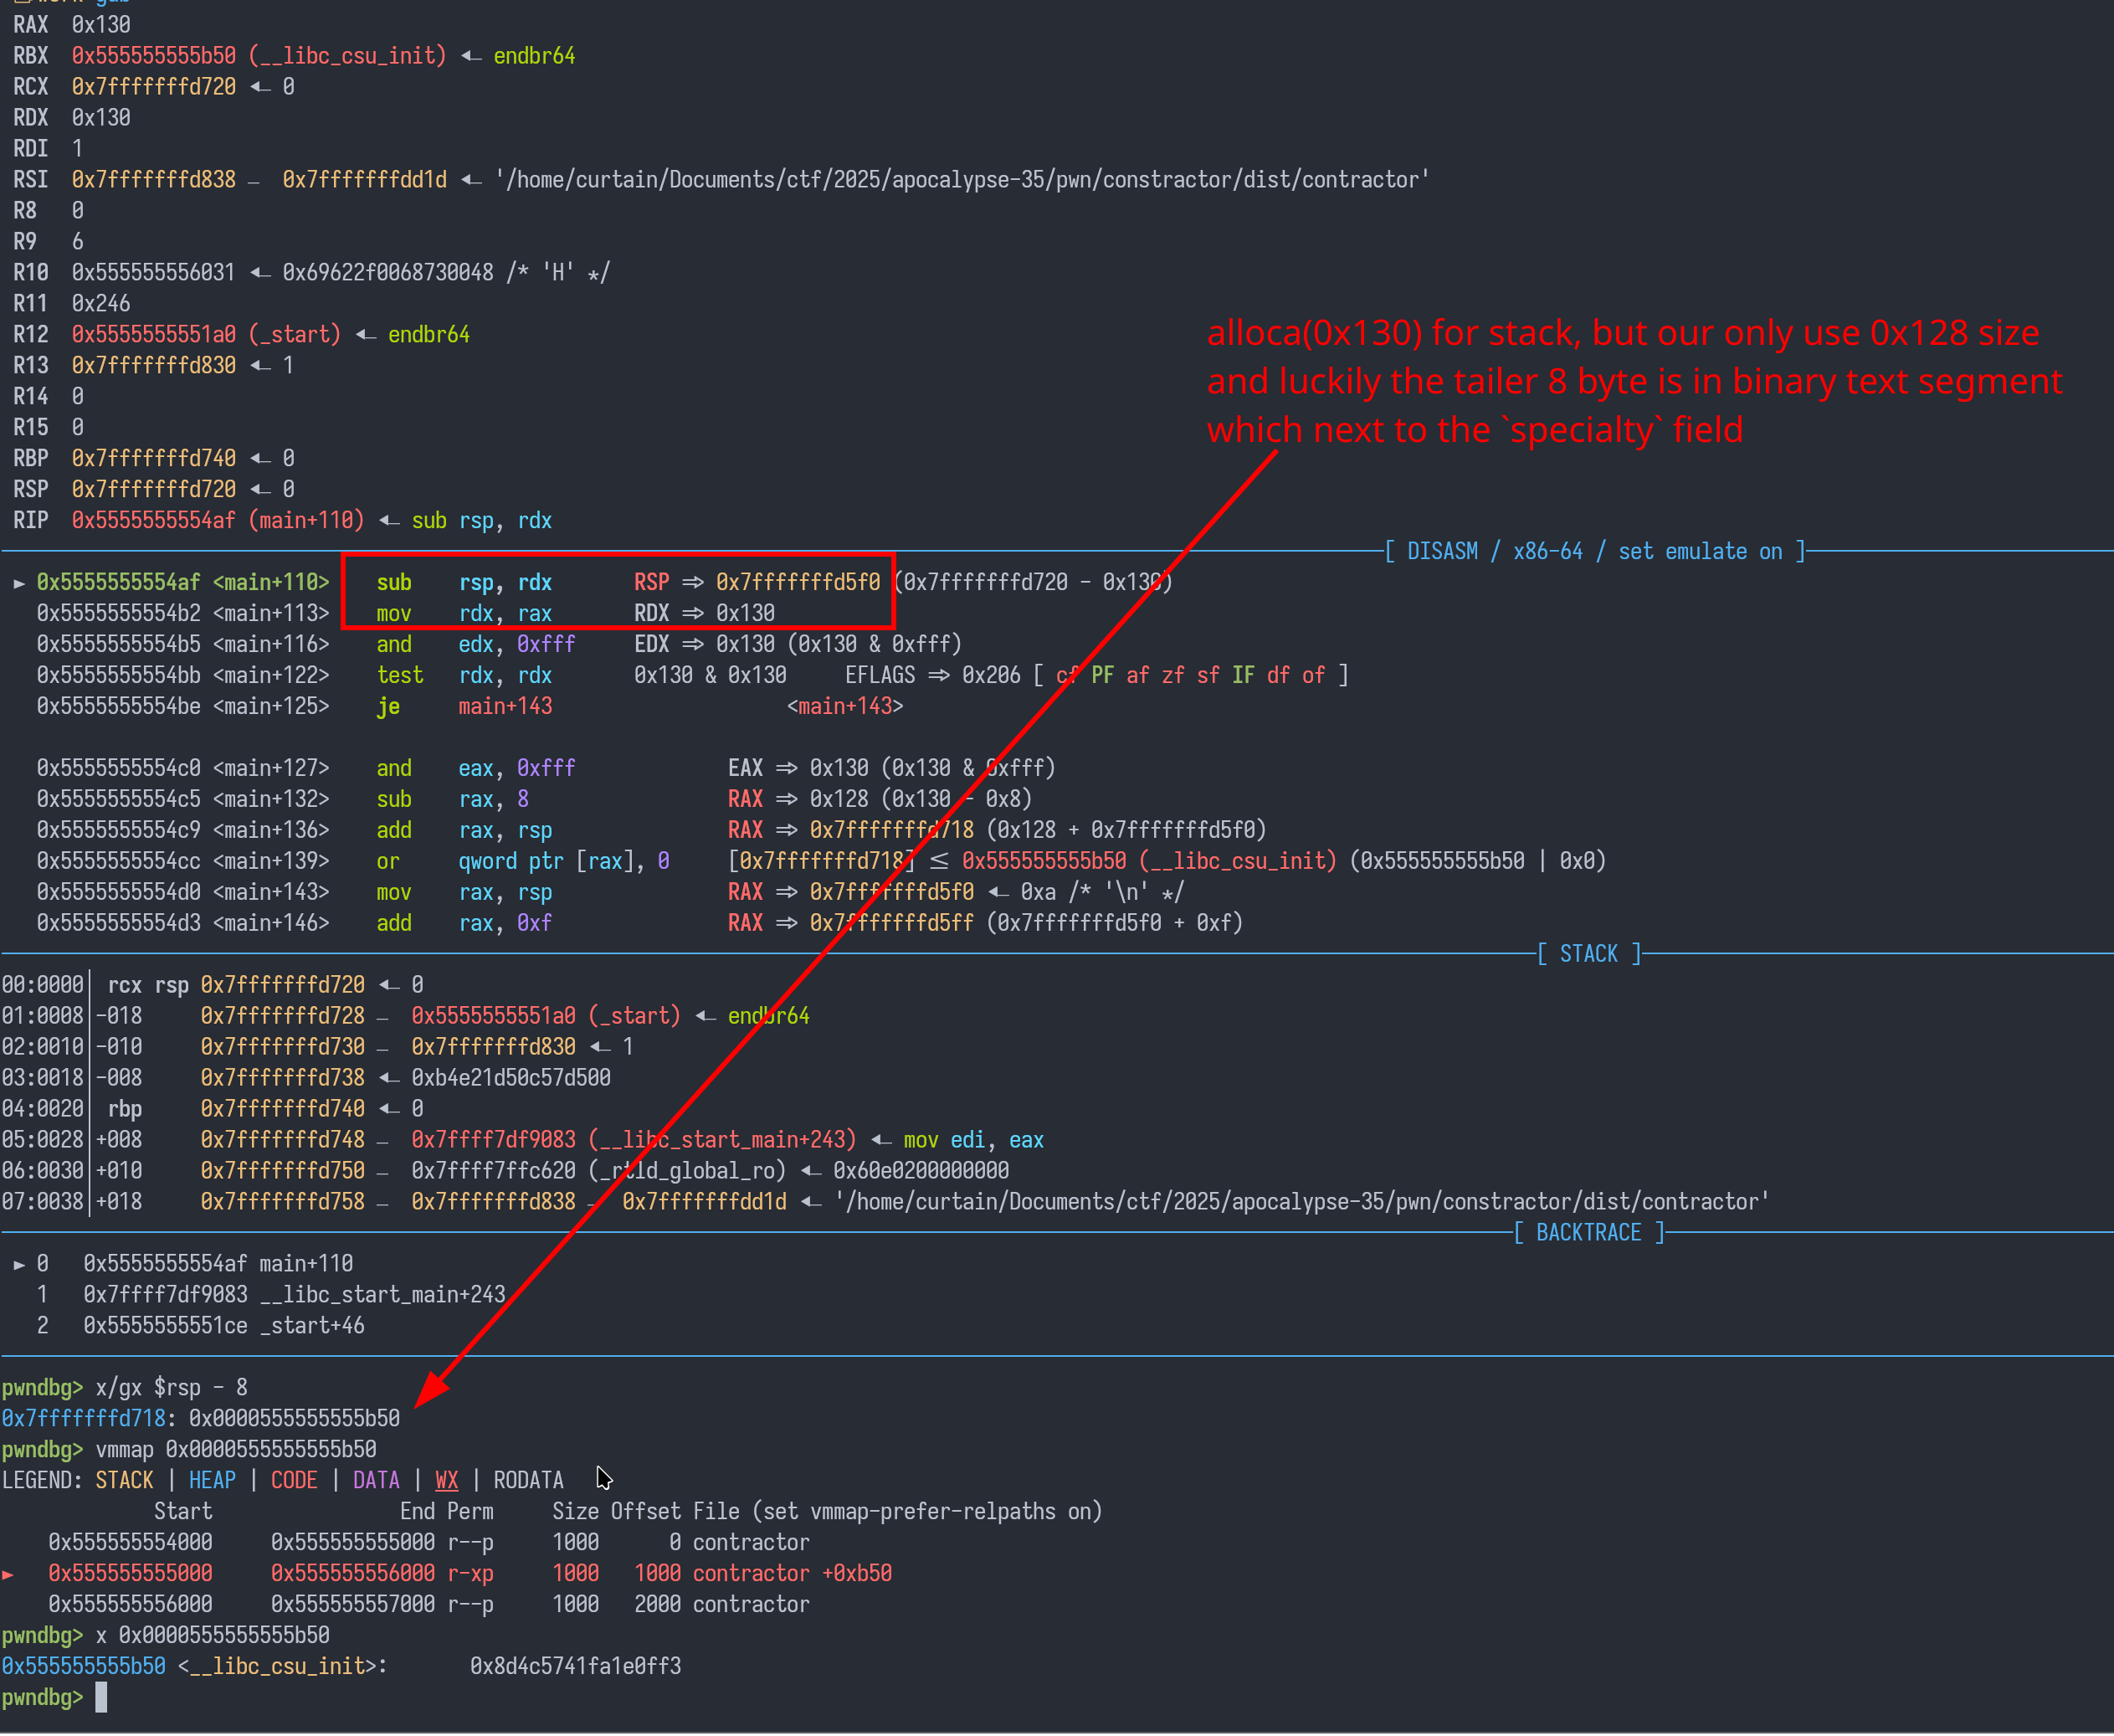 RAX 0x130
RBX 0x555555555b50 (__libc_csu_init) ◂— endbr64
RCX 0x7fffffffd720 ◂— 0
RDX 0x130
RDI 1
RSI 0x7fffffffd838 — 0x7fffffffdd1d ◂— '/home/curtain/Documents/ctf/2025/apocalypse-35/pwn/constractor/dist/contractor'
R8 0
R9 6
R10 0x555555556031 ◂— 0x69622f0068730048 /* 'H' */
R11 0x246
R12 0x5555555551a0 (_start) ◂— endbr64
R13 0x7fffffffd830 ◂— 1
R14 0
R15 0
RBP 0x7fffffffd740 ◂— 0
RSP 0x7fffffffd720 ◂— 0
RIP 0x5555555554af (main+110) ◂— sub rsp, rdx
alloca(0x130) for stack, but our only use 0x128 size
and luckily the tailer 8 byte is in binary text segment
which next to the `specialty` field
[ DISASM / x86-64 / set emulate on ]
► 0x5555555554af <main+110> sub rsp, rdx RSP ⇒ 0x7fffffffd5f0 (0x7fffffffd720 - 0x130)
0x5555555554b2 <main+113> mov rdx, rax RDX ⇒ 0x130
0x5555555554b5 <main+116> and edx, 0xfff EDX ⇒ 0x130 (0x130 & 0xfff)
0x5555555554bb <main+122> test rdx, rdx 0x130 & 0x130 EFLAGS ⇒ 0x206 [ cf PF af zf sf IF df of ]
0x5555555554be <main+125> je main+143 <main+143>
0x5555555554c0 <main+127> and eax, 0xfff EAX ⇒ 0x130 (0x130 & 0xfff)
0x5555555554c5 <main+132> sub rax, 8 RAX ⇒ 0x128 (0x130 - 0x8)
0x5555555554c9 <main+136> add rax, rsp RAX ⇒ 0x7fffffffd718 (0x128 + 0x7fffffffd5f0)
0x5555555554cc <main+139> or qword ptr [rax], 0 [0x7fffffffd718] ≤ 0x555555555b50 (__libc_csu_init) (0x555555555b50 | 0x0)
0x5555555554d0 <main+143> mov rax, rsp RAX ⇒ 0x7fffffffd5f0 ◂— 0xa /* '\n' */
0x5555555554d3 <main+146> add rax, 0xf RAX ⇒ 0x7fffffffd5ff (0x7fffffffd5f0 + 0xf)
[ STACK ]
00:0000│ rcx rsp 0x7fffffffd720 ◂— 0
01:0008│-018 0x7fffffffd728 — 0x5555555551a0 (_start) ◂— endbr64
02:0010│-010 0x7fffffffd730 — 0x7fffffffd830 ◂— 1
03:0018│-008 0x7fffffffd738 ◂— 0xb4e21d50c57d500
04:0020│ rbp 0x7fffffffd740 ◂— 0
05:0028│+008 0x7fffffffd748 — 0x7ffff7df9083 (__libc_start_main+243) ◂— mov edi, eax
06:0030│+010 0x7fffffffd750 — 0x7ffff7ffc620 (_rtld_global_ro) ◂— 0x60e0200000000
07:0038│+018 0x7fffffffd758 — 0x7fffffffd838 — 0x7fffffffdd1d ◂— '/home/curtain/Documents/ctf/2025/apocalypse-35/pwn/constractor/dist/contractor'
[ BACKTRACE ]
► 0 0x5555555554af main+110
1 0x7ffff7df9083 __libc_start_main+243
2 0x5555555551ce _start+46
pwndbg> x/gx $rsp - 8
0x7fffffffd718: 0x0000555555555b50
pwndbg> vmmap 0x0000555555555b50
LEGEND: STACK | HEAP | CODE | DATA | WX | RODATA
Start End Perm Size Offset File (set vmmap-prefer-relpaths on)
0x555555554000 0x555555555000 r--p 1000 0 contractor
► 0x555555555000 0x555555556000 r-xp 1000 1000 contractor +0xb50
0x555555556000 0x555555557000 r--p 1000 2000 contractor
pwndbg> x 0x0000555555555b50
0x555555555b50 <__libc_csu_init>: 0x8d4c5741fa1e0ff3
pwndbg>